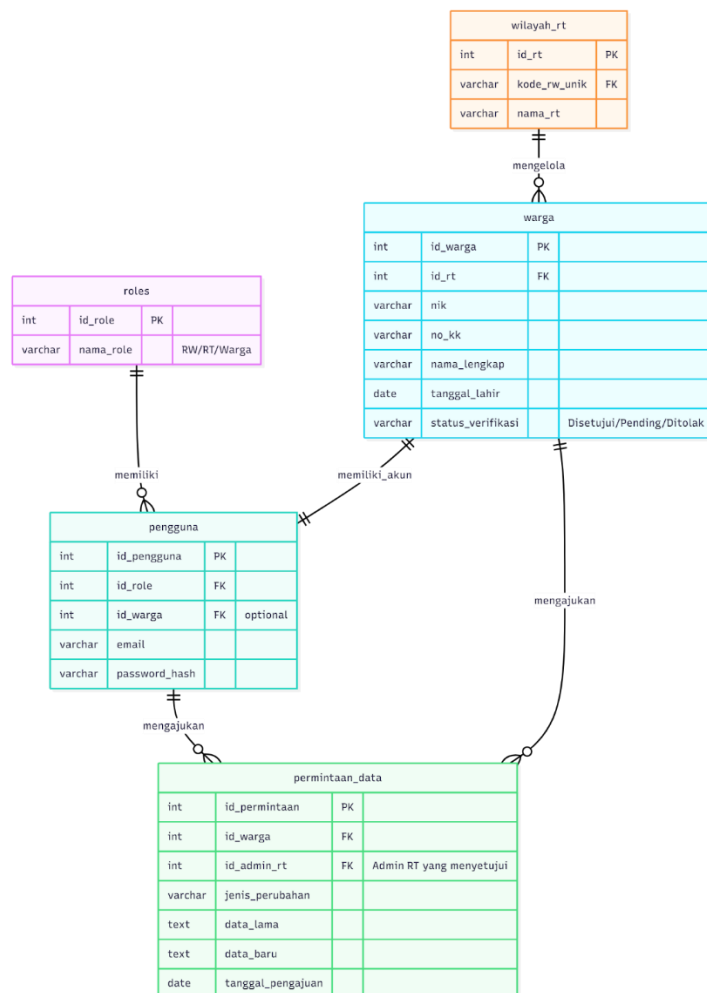 wilayah_rt
int id_rt PK
varchar kode_rw_unik FK
varchar nama_rt
mengelola
warga
int id_warga PK
int id_rt FK
varchar nik
varchar no_kk
varchar nama_lengkap
date tanggal_lahir
varchar status_verifikasi Disetujui/Pending/Ditolak
roles
int id_role PK
varchar nama_role RW/RT/Warga
memiliki
memiliki_akun
pengguna
int id_pengguna PK
int id_role FK
int id_warga FK optional
varchar email
varchar password_hash
mengajukan
mengajukan
permintaan_data
int id_permintaan PK
int id_warga FK
int id_admin_rt FK Admin RT yang menyetujui
varchar jenis_perubahan
text data_lama
text data_baru
date tanggal_pengajuan